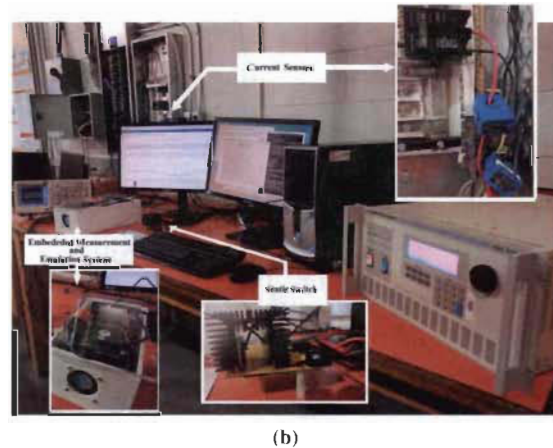 Current Sensors
Embedded Measurement
and
Emulation System
Static Switch
(b)